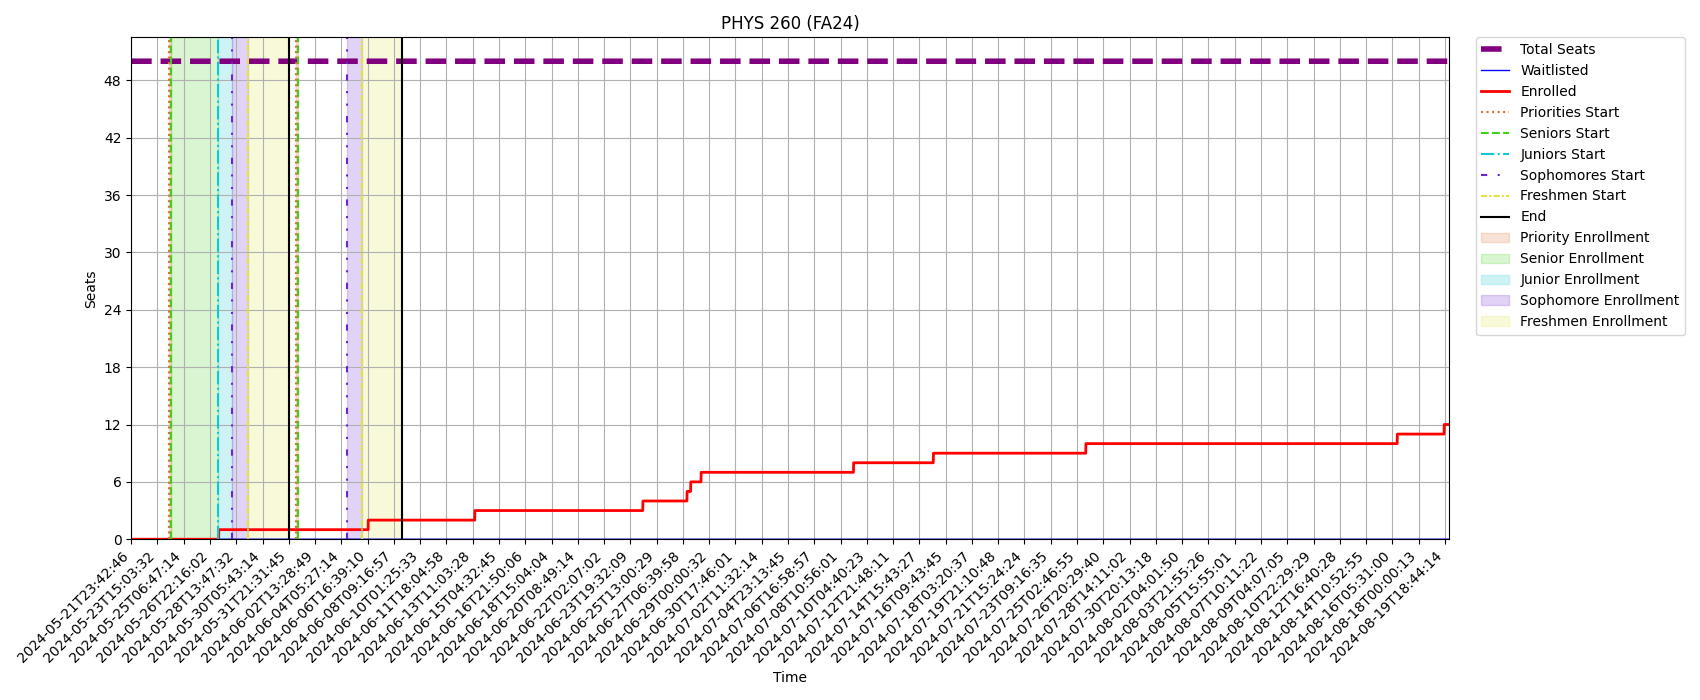 PHYS 260 (FA24)
Seats
48
42
36
30
24
18
12
6
0
2024-05-21T23:42:46
2024-05-23T15:03:32
2024-05-25T06:47:14
2024-05-26T22:16:02
2024-05-28T13:47:32
2024-05-30T05:43:14
2024-05-31T21:31:45
2024-06-02T13:28:49
2024-06-04T05:27:14
2024-06-06T16:39:10
2024-06-08T09:16:57
2024-06-10T01:25:33
2024-06-11T18:04:58
2024-06-13T11:03:28
2024-06-15T04:32:45
2024-06-16T21:50:06
2024-06-18T15:04:04
2024-06-20T08:49:14
2024-06-22T02:07:02
2024-06-23T19:32:09
2024-06-25T13:00:29
2024-06-27T06:39:58
2024-06-29T00:00:32
2024-06-30T17:46:01
2024-07-02T11:32:14
2024-07-04T23:13:45
2024-07-06T16:58:57
2024-07-08T10:56:01
2024-07-10T04:40:23
2024-07-12T21:48:11
2024-07-14T15:43:27
2024-07-16T09:43:45
2024-07-18T03:20:37
2024-07-19T21:10:48
2024-07-21T15:24:24
2024-07-23T09:16:35
2024-07-25T02:46:55
2024-07-26T20:29:40
2024-07-28T14:11:02
2024-07-30T20:13:18
2024-08-02T04:01:50
2024-08-03T21:55:26
2024-08-05T15:55:01
2024-08-07T10:11:22
2024-08-09T04:07:05
2024-08-10T22:29:29
2024-08-12T16:40:28
2024-08-14T10:52:55
2024-08-16T05:31:00
2024-08-18T00:00:13
2024-08-19T18:44:14
Time
Total Seats
Waitlisted
Enrolled
Priorities Start
Seniors Start
Juniors Start
Sophomores Start
Freshmen Start
End
Priority Enrollment
Senior Enrollment
Junior Enrollment
Sophomore Enrollment
Freshmen Enrollment